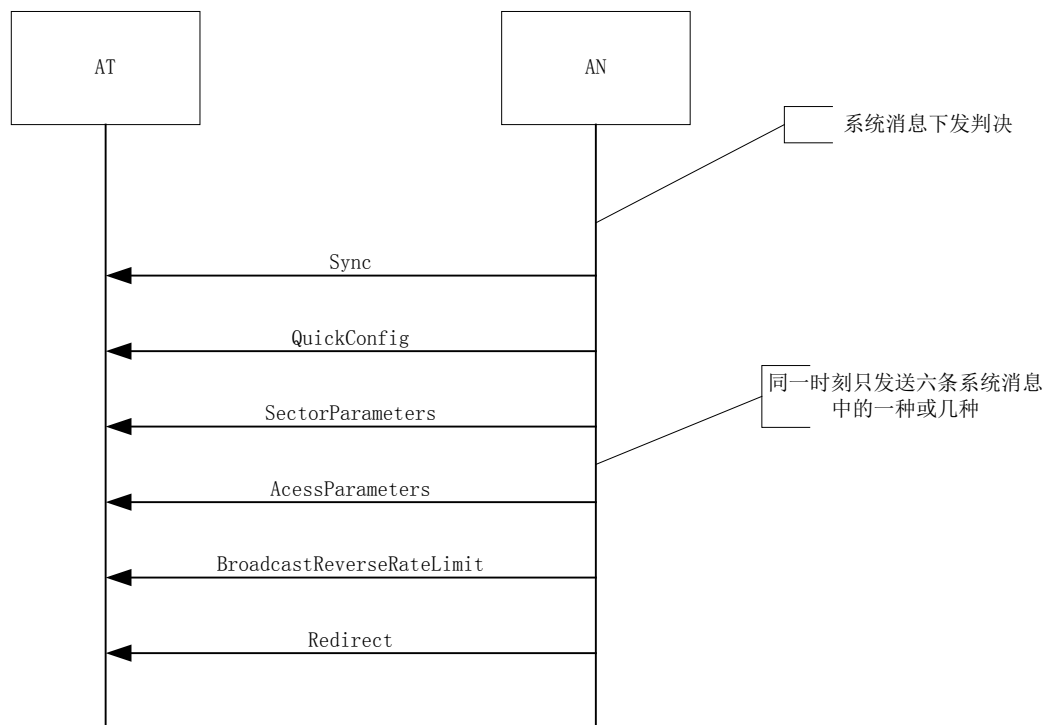 AT
AN
系统消息下发判决
Sync
QuickConfig
同一时刻只发送六条系统消息
中的一种或几种
SectorParameters
AcessParameters
BroadcastReverseRateLimit
Redirect